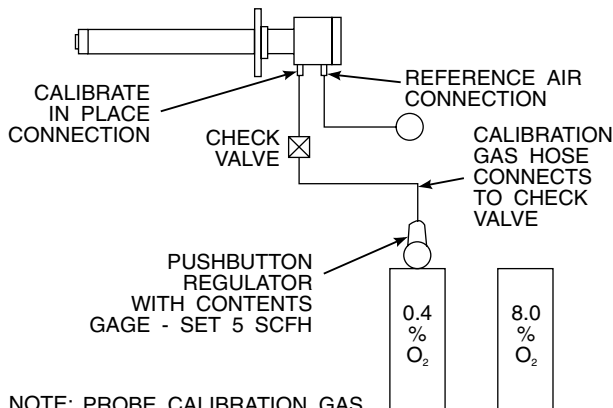 CALIBRATE
IN PLACE
CONNECTION
REFERENCE AIR
CONNECTION
CHECK
VALVE
CALIBRATION
GAS HOSE
CONNECTS
TO CHECK
VALVE
PUSHBUTTON
REGULATOR
WITH CONTENTS
GAGE - SET 5 SCFH
0.4
%
O₂
8.0
%
O₂
NOTE: PROBE CALIBRATION GAS